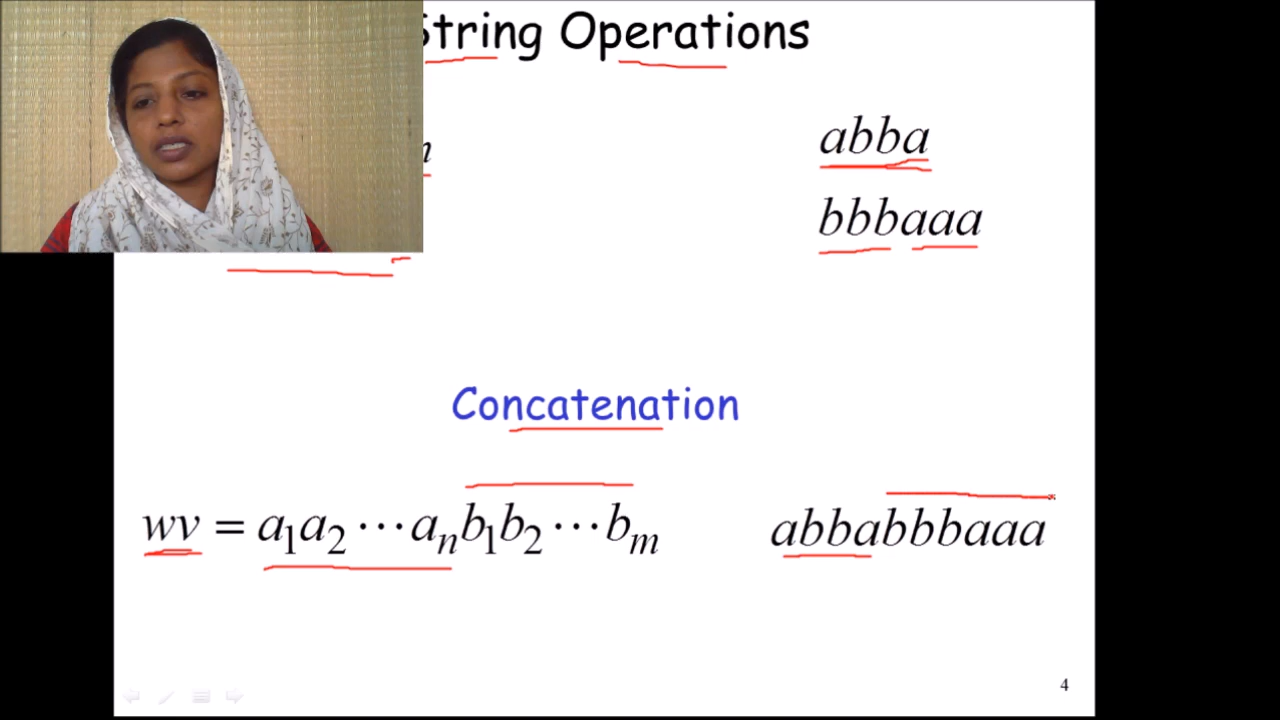 String Operations
n
abba
bbbaaa
Concatenation
wv = a₁a₂⋯aₙb₁b₂⋯bₘ
abbabbbaaa
4